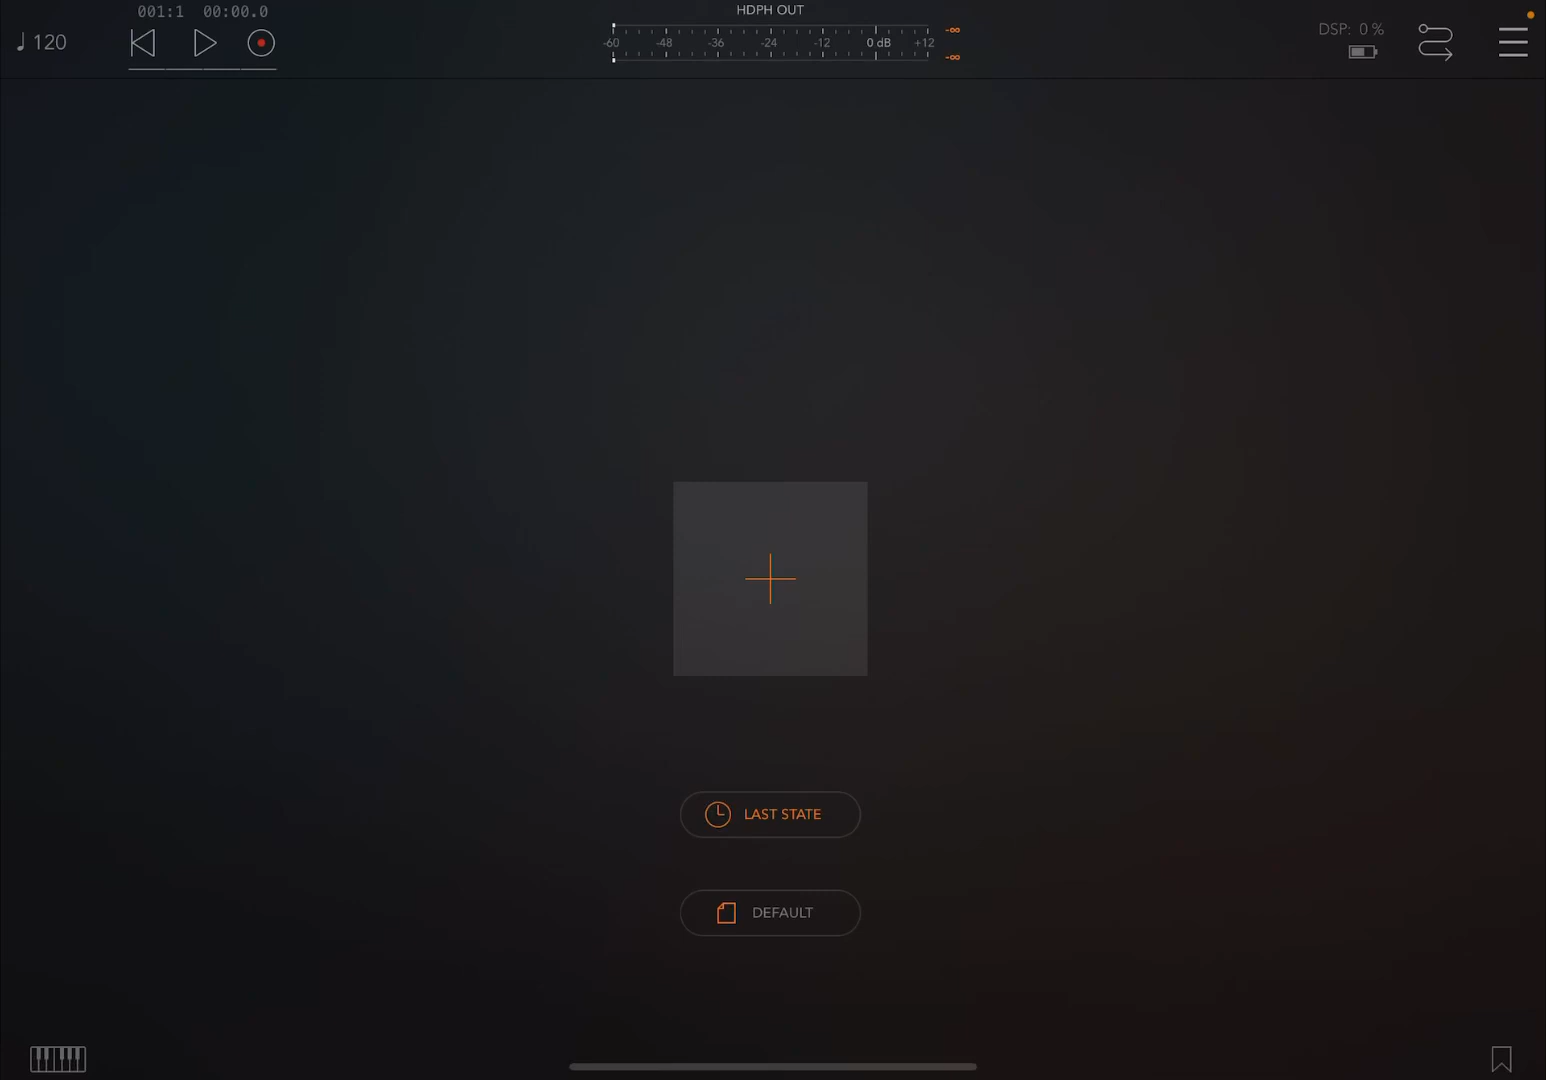 001:1 00:00.0
120
HDPH OUT
-60 -48 -36 -24 -12 0 dB +12
-∞
-∞
DSP: 0 %
LAST STATE
DEFAULT